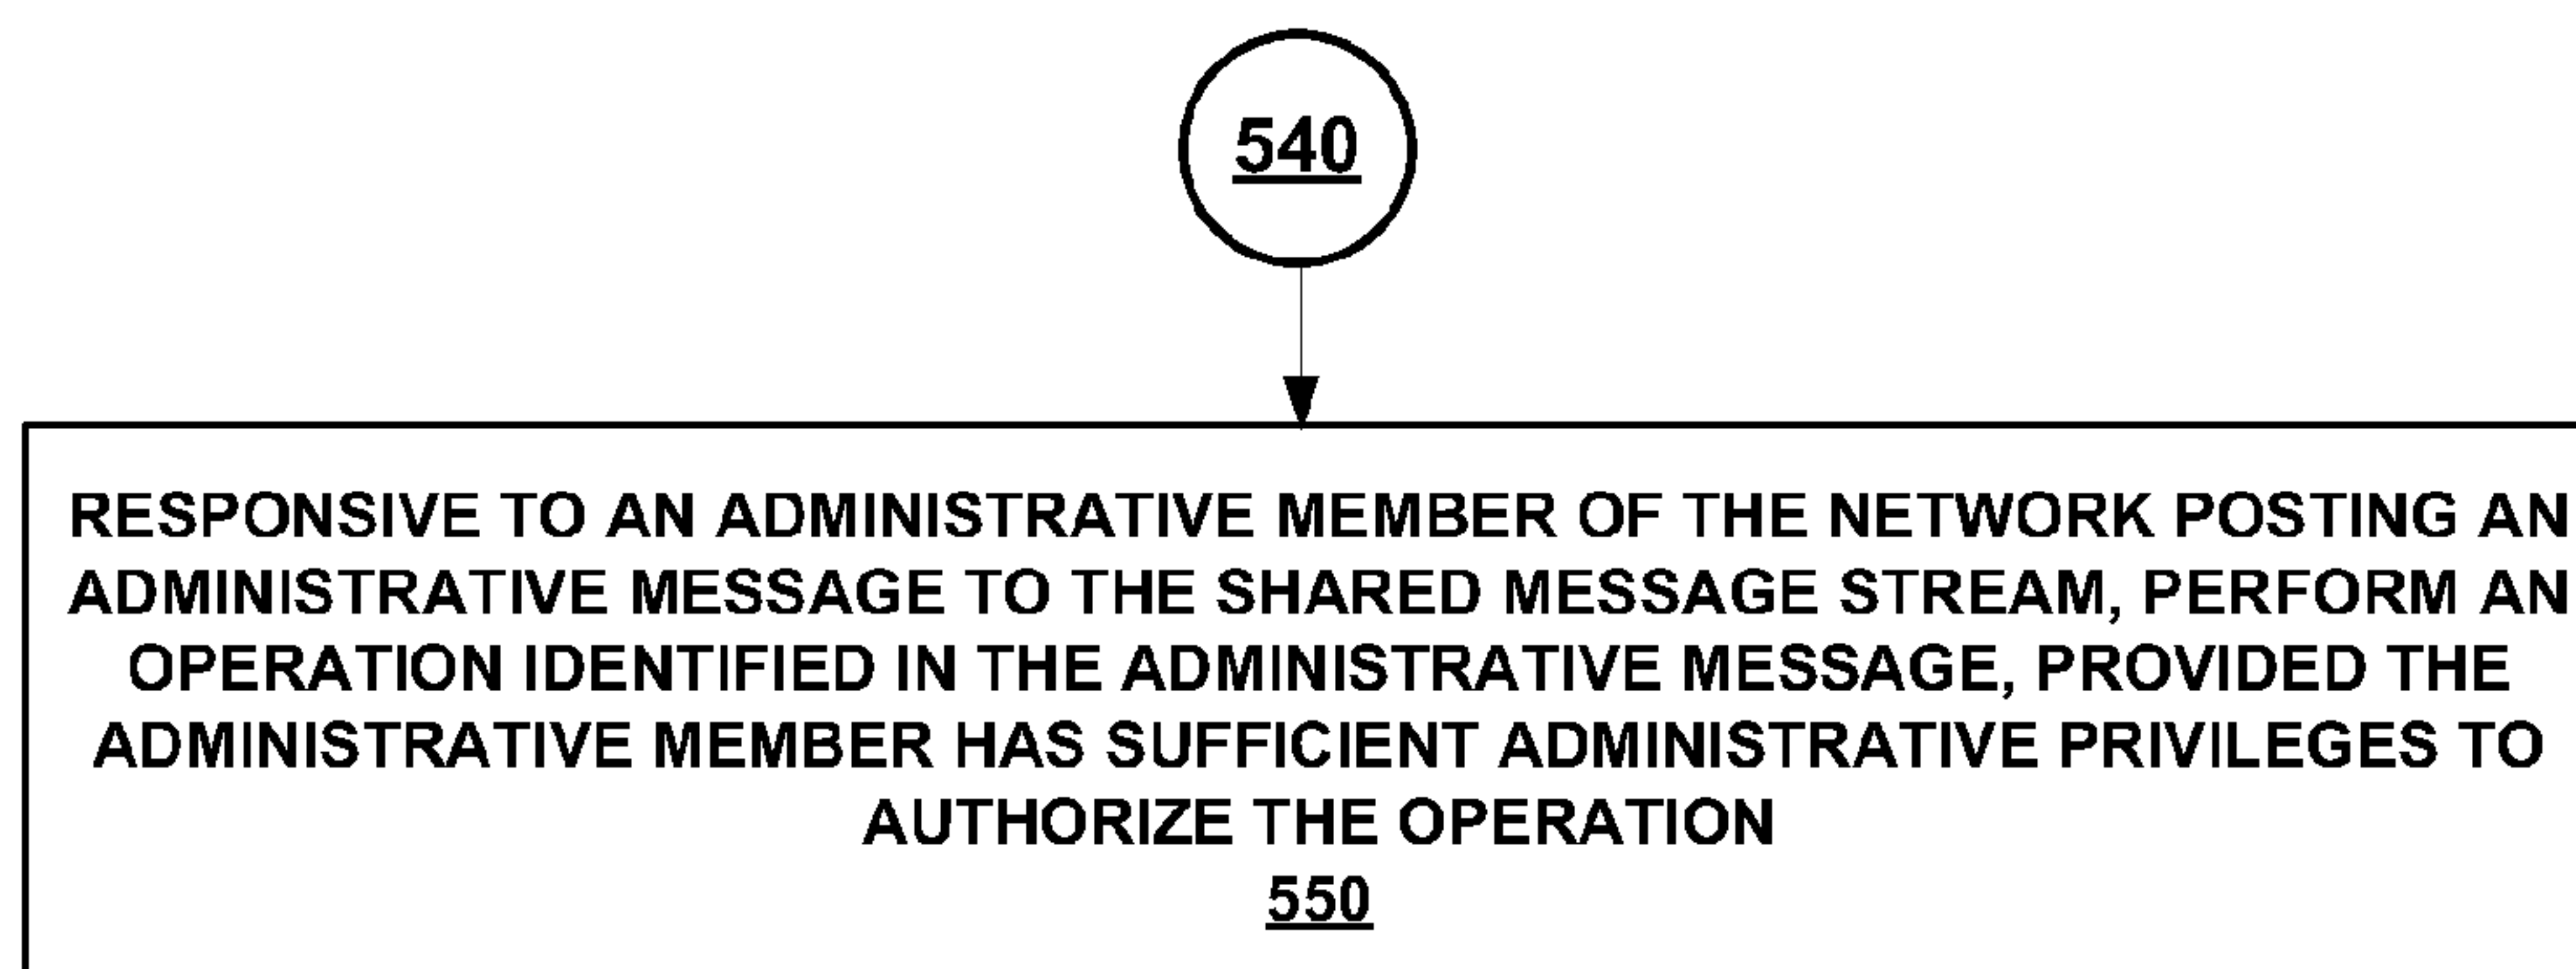 540
RESPONSIVE TO AN ADMINISTRATIVE MEMBER OF THE NETWORK POSTING AN
ADMINISTRATIVE MESSAGE TO THE SHARED MESSAGE STREAM, PERFORM AN
OPERATION IDENTIFIED IN THE ADMINISTRATIVE MESSAGE, PROVIDED THE
ADMINISTRATIVE MEMBER HAS SUFFICIENT ADMINISTRATIVE PRIVILEGES TO
AUTHORIZE THE OPERATION
550